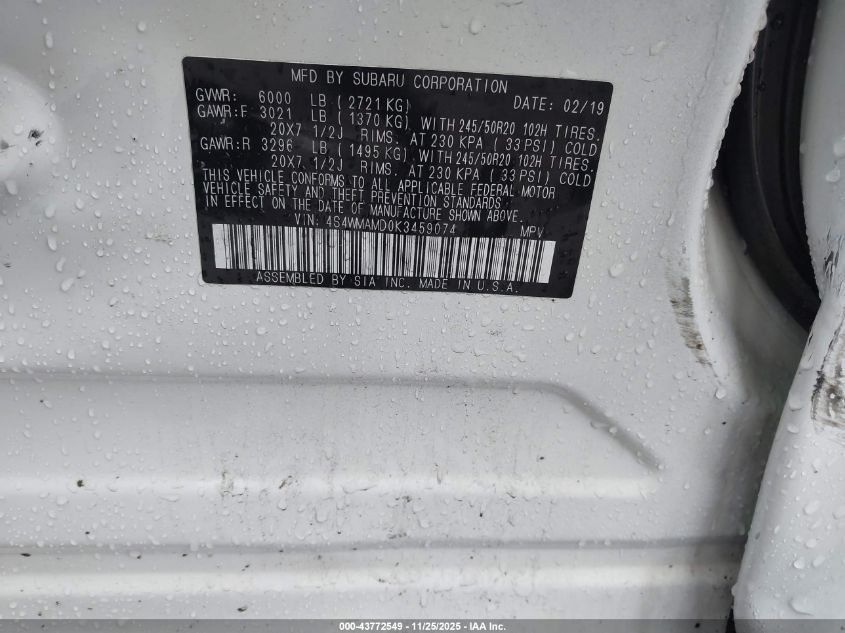 MFD BY SUBARU CORPORATION
GVWR: 6000 LB ( 2721 KG) DATE: 02/19
GAWR:F 3021 LB ( 1370 KG) WITH 245/50R20 102H TIRES.
20X7 1/2J RIMS. AT 230 KPA ( 33 PSI) COLD
GAWR:R 3296 LB ( 1495 KG) WITH 245/50R20 102H TIRES.
20X7 1/2J RIMS. AT 230 KPA ( 33 PSI) COLD
THIS VEHICLE CONFORMS TO ALL APPLICABLE FEDERAL MOTOR
VEHICLE SAFETY AND THEFT PREVENTION STANDARDS
IN EFFECT ON THE DATE OF MANUFACTURE SHOWN ABOVE.
VIN: 4S4WMAMD0K3459074 MPV
ASSEMBLED BY SIA INC. MADE IN U.S.A.
000-43772549 - 11/25/2025 - IAA Inc.